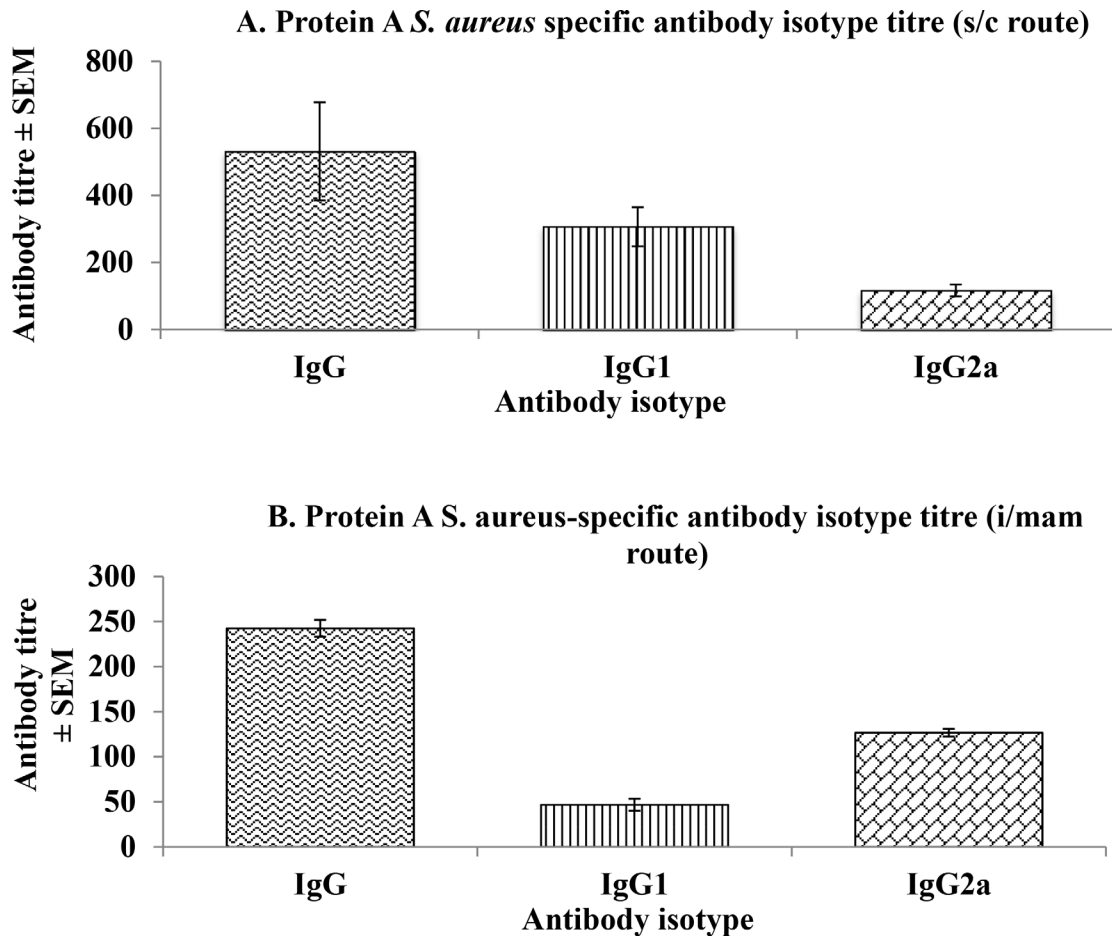 A. Protein A S. aureus specific antibody isotype titre (s/c route)
Antibody titre ± SEM
800
600
400
200
0
IgG
IgG1
IgG2a
Antibody isotype
B. Protein A S. aureus-specific antibody isotype titre (i/mam
route)
Antibody titre
± SEM
300
250
200
150
100
50
0
IgG
IgG1
IgG2a
Antibody isotype